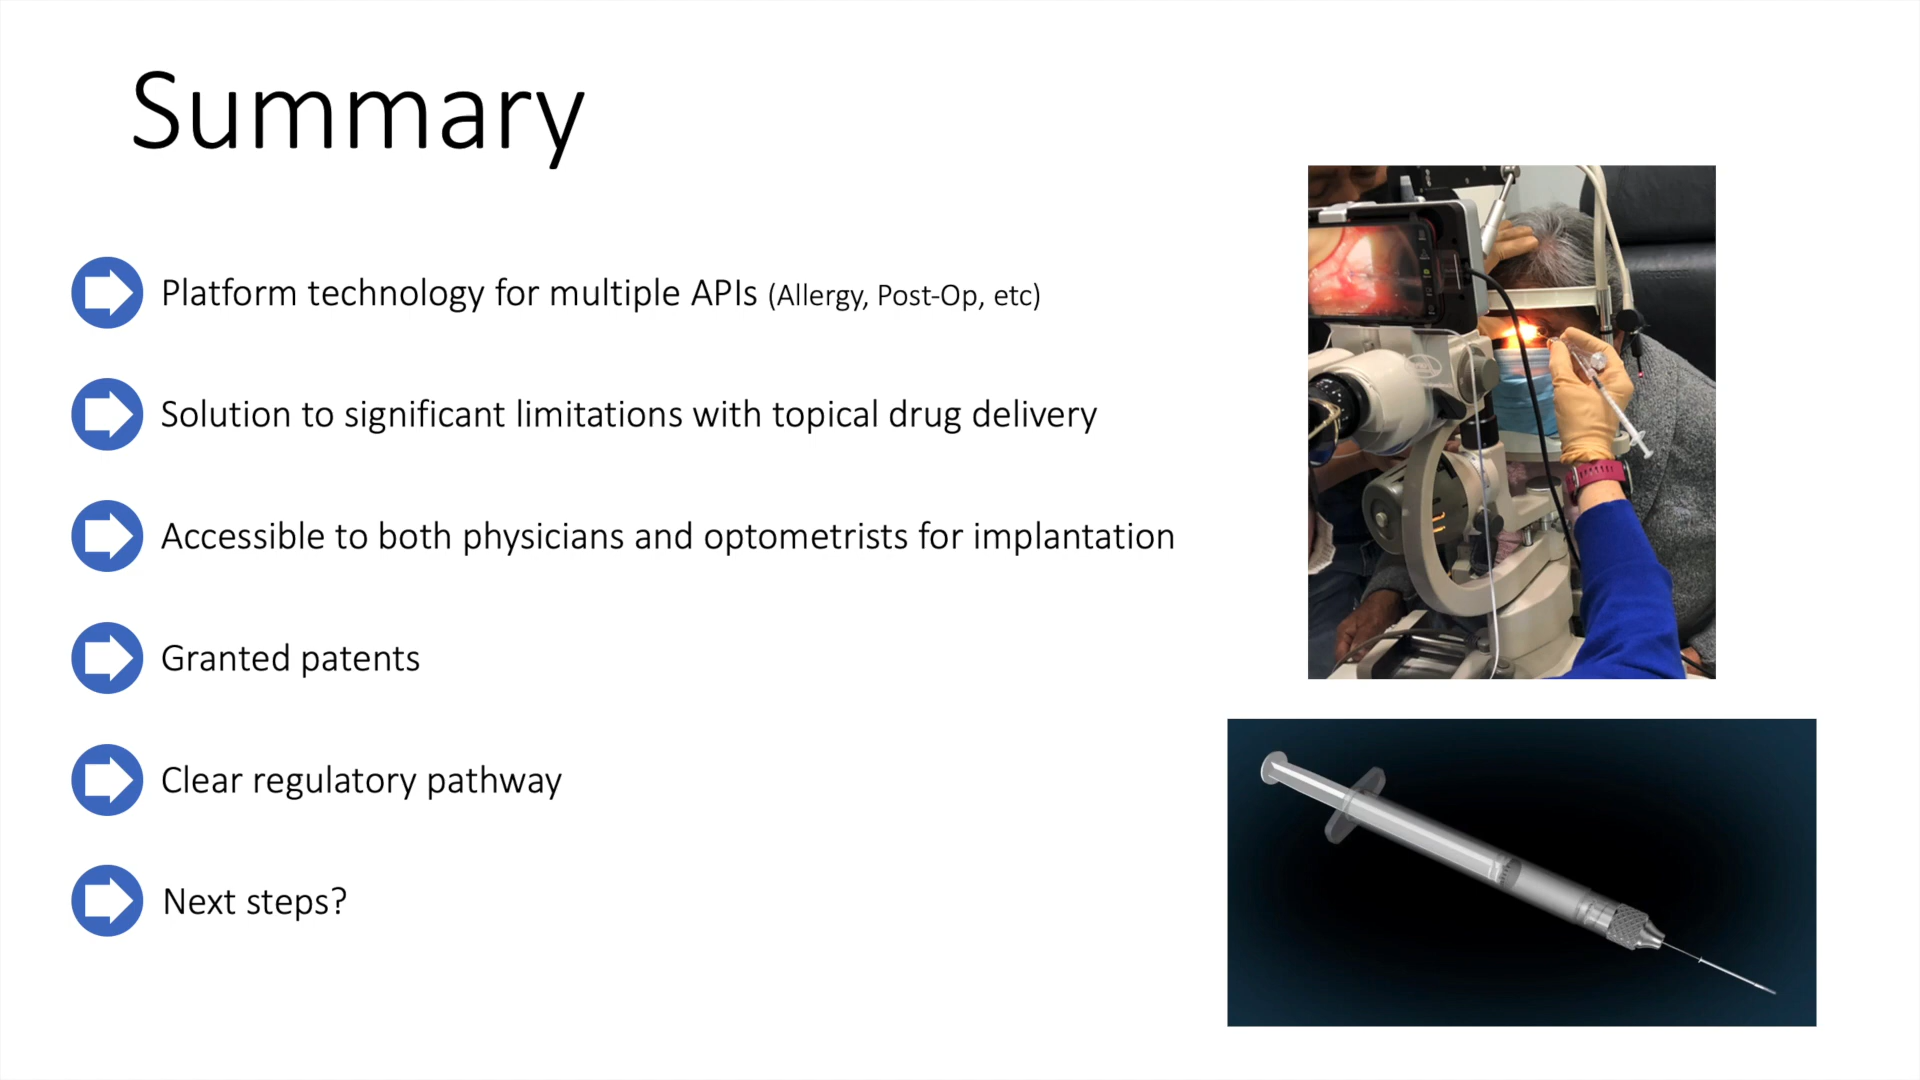 Summary
Platform technology for multiple APIs (Allergy, Post-Op, etc)
Solution to significant limitations with topical drug delivery
Accessible to both physicians and optometrists for implantation
Granted patents
Clear regulatory pathway
Next steps?